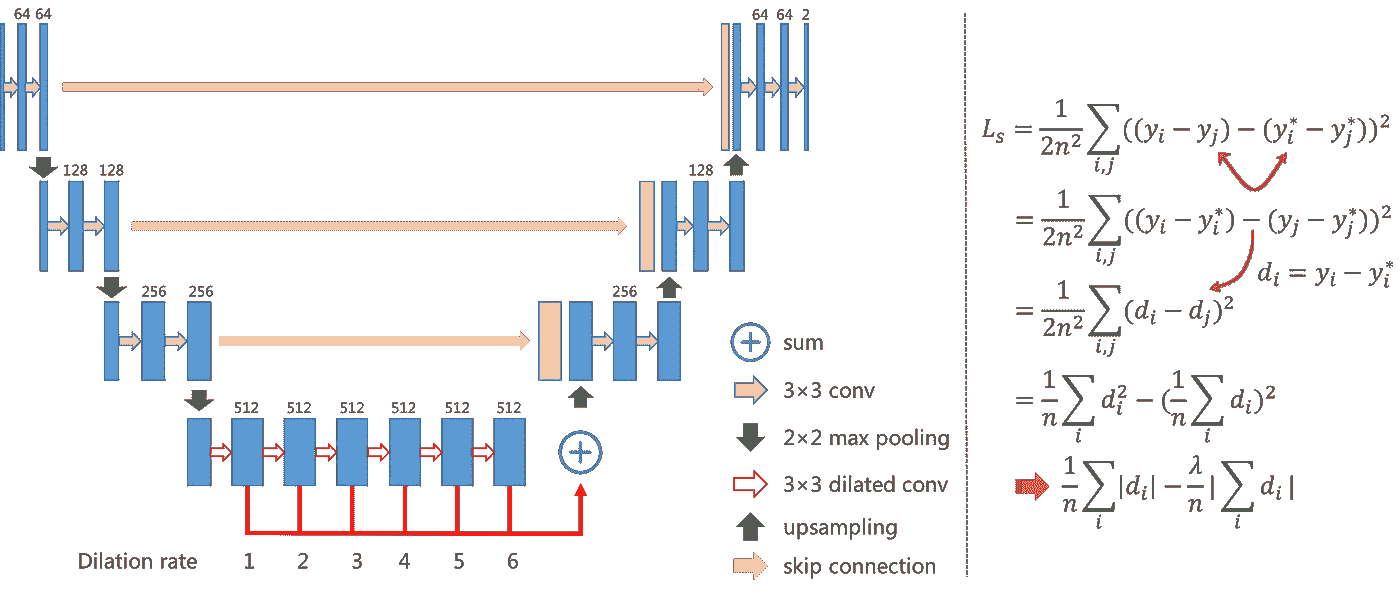 64 64
64 64 2
128 128
128
256 256
256
512 512 512 512 512 512
Dilation rate 1 2 3 4 5 6
sum
3×3 conv
2×2 max pooling
3×3 dilated conv
upsampling
skip connection
L_s = \frac{1}{2n^2} \sum_{i,j} ((y_i − y_j) − (y_i^* − y_j^*))^2
= \frac{1}{2n^2} \sum_{i,j} ((y_i − y_i^*) − (y_j − y_j^*))^2
d_i = y_i − y_i^*
= \frac{1}{2n^2} \sum_{i,j} (d_i − d_j)^2
= \frac{1}{n} \sum_i d_i^2 − (\frac{1}{n} \sum_i d_i)^2
\frac{1}{n} \sum_i |d_i| − \frac{λ}{n} | \sum_i d_i |